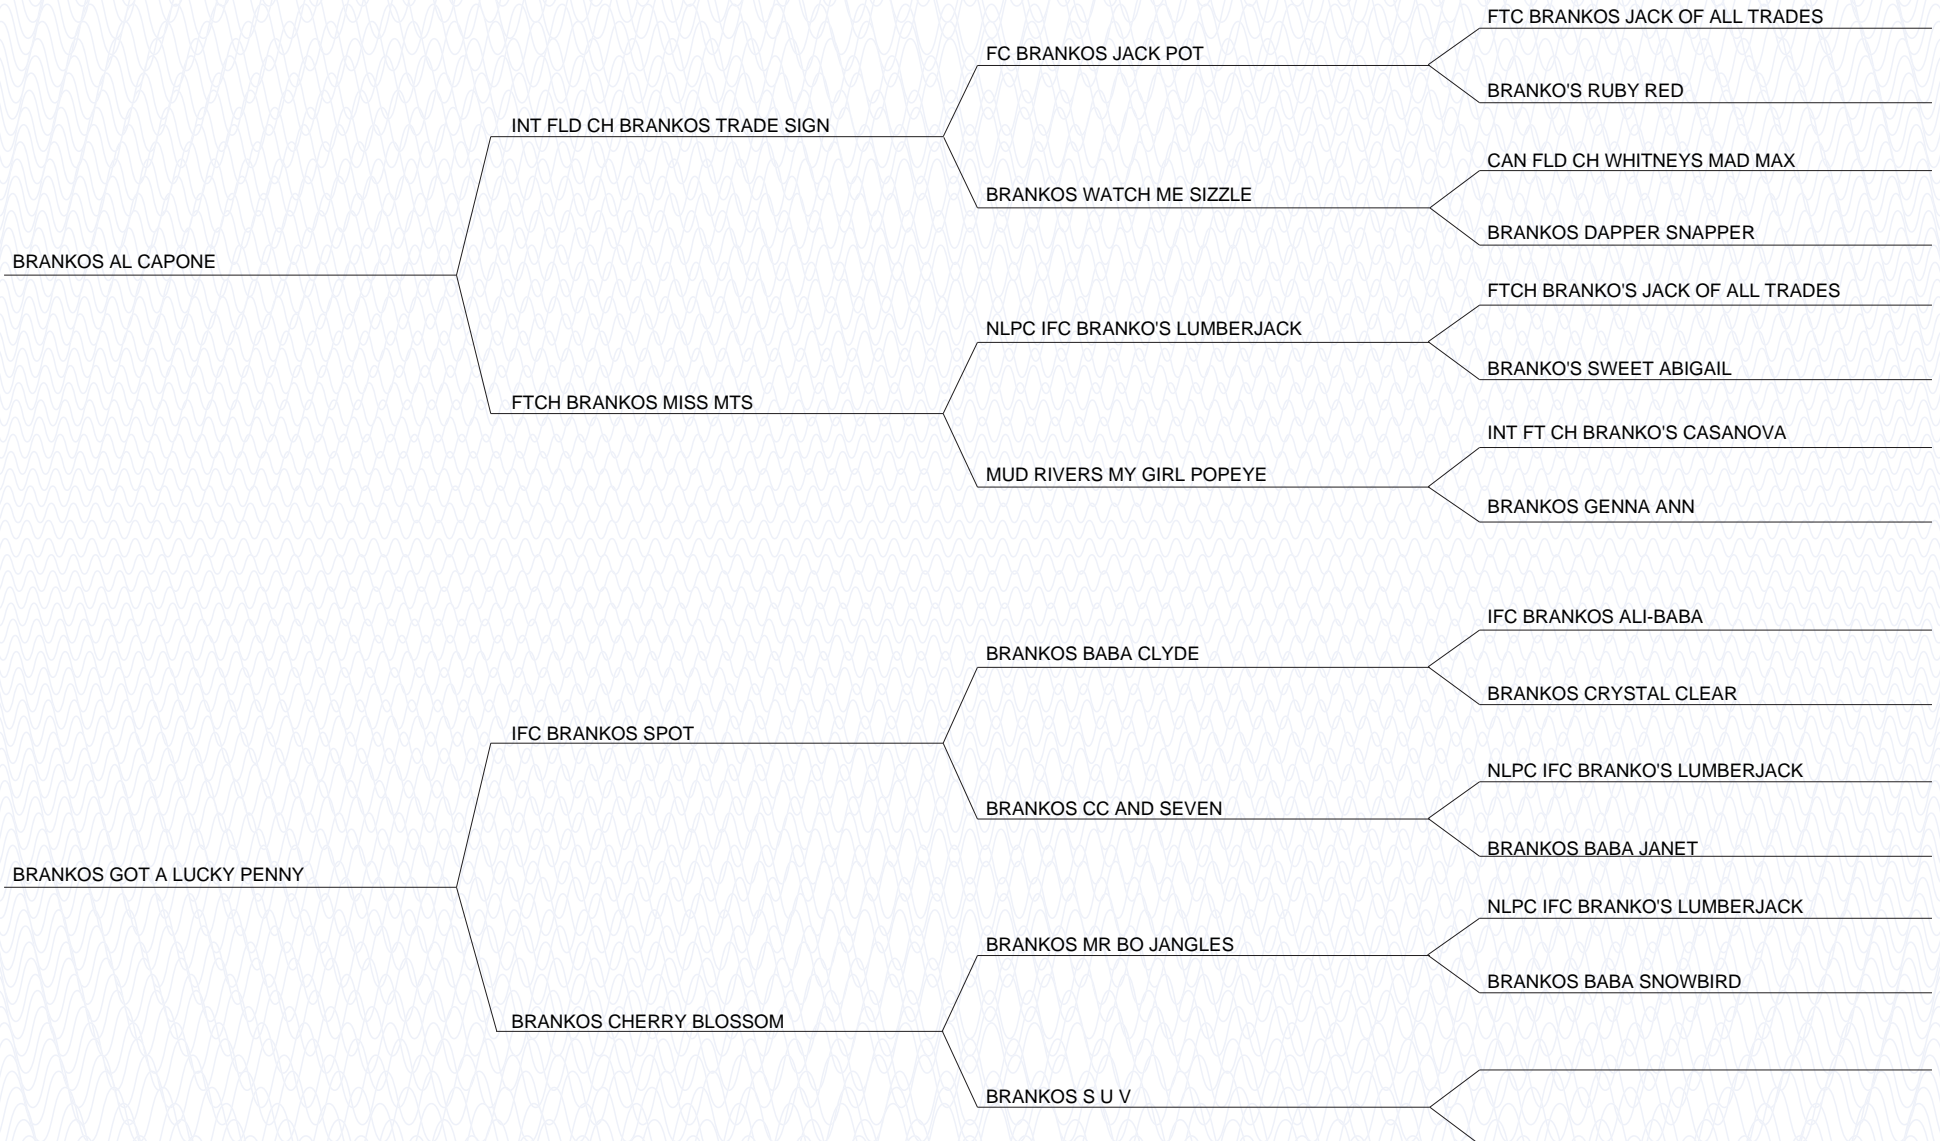 FTC BRANKOS JACK OF ALL TRADES
FC BRANKOS JACK POT
BRANKO'S RUBY RED
INT FLD CH BRANKOS TRADE SIGN
CAN FLD CH WHITNEYS MAD MAX
BRANKOS WATCH ME SIZZLE
BRANKOS DAPPER SNAPPER
BRANKOS AL CAPONE
FTCH BRANKO'S JACK OF ALL TRADES
NLPC IFC BRANKO'S LUMBERJACK
BRANKO'S SWEET ABIGAIL
FTCH BRANKOS MISS MTS
INT FT CH BRANKO'S CASANOVA
MUD RIVERS MY GIRL POPEYE
BRANKOS GENNA ANN
IFC BRANKOS ALI-BABA
BRANKOS BABA CLYDE
BRANKOS CRYSTAL CLEAR
IFC BRANKOS SPOT
NLPC IFC BRANKO'S LUMBERJACK
BRANKOS CC AND SEVEN
BRANKOS BABA JANET
BRANKOS GOT A LUCKY PENNY
NLPC IFC BRANKO'S LUMBERJACK
BRANKOS MR BO JANGLES
BRANKOS BABA SNOWBIRD
BRANKOS CHERRY BLOSSOM
BRANKOS S U V